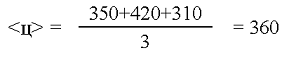 <ц> = 350+420+310 / 3 = 360